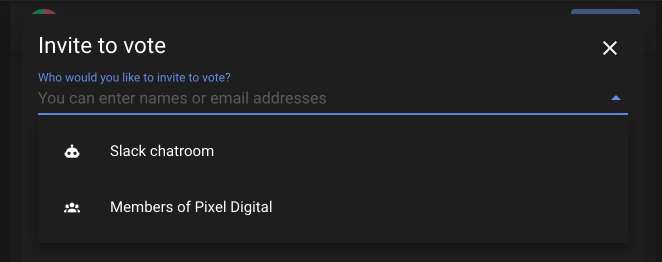 Invite to vote
Who would you like to invite to vote?
You can enter names or email addresses
Slack chatroom
Members of Pixel Digital